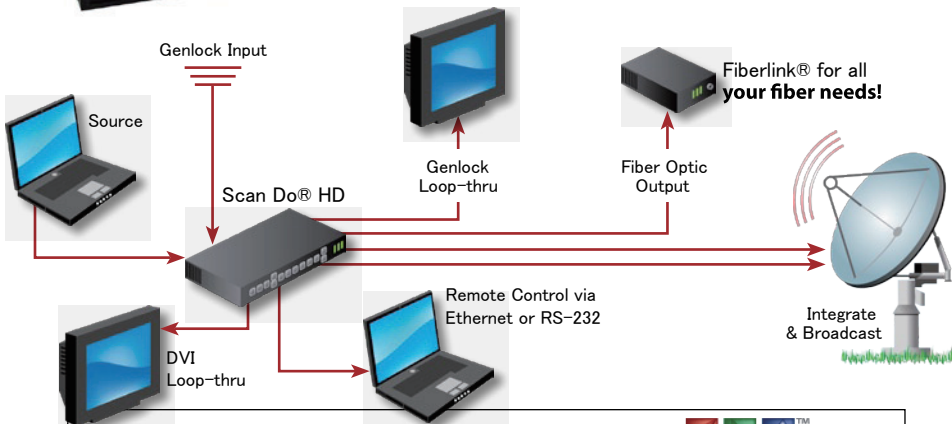 Genlock Input
Source
Scan Do® HD
Genlock
Loop-thru
Fiberlink® for all
your fiber needs!
Fiber Optic
Output
Remote Control via
Ethernet or RS-232
DVI
Loop-thru
Integrate
& Broadcast
TM